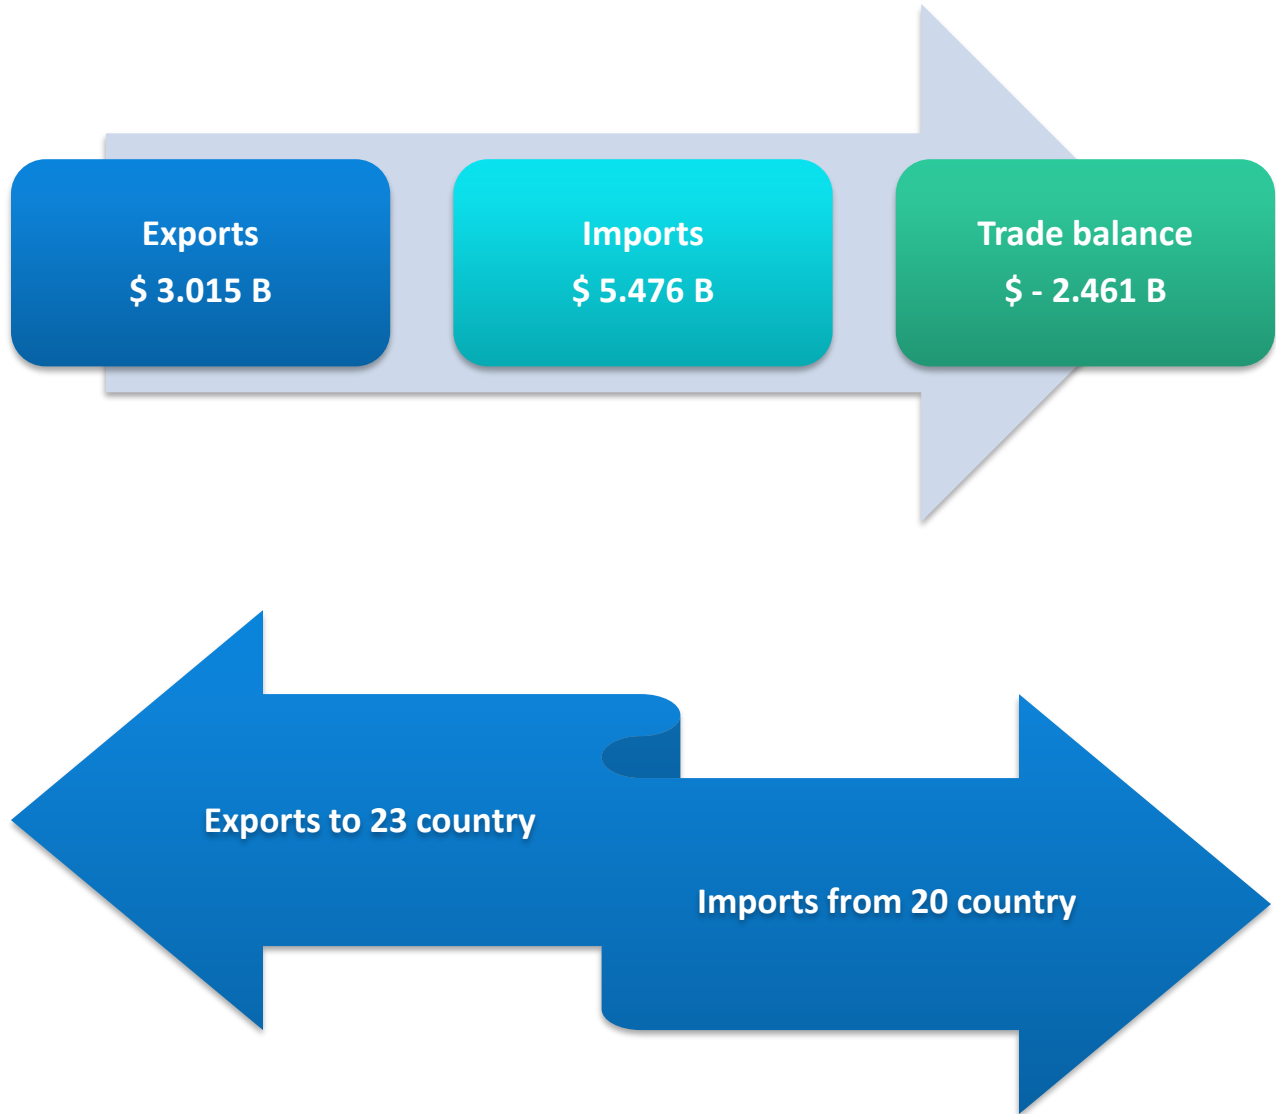 Exports
$ 3.015 B
Imports
$ 5.476 B
Trade balance
$ - 2.461 B
Exports to 23 country
Imports from 20 country